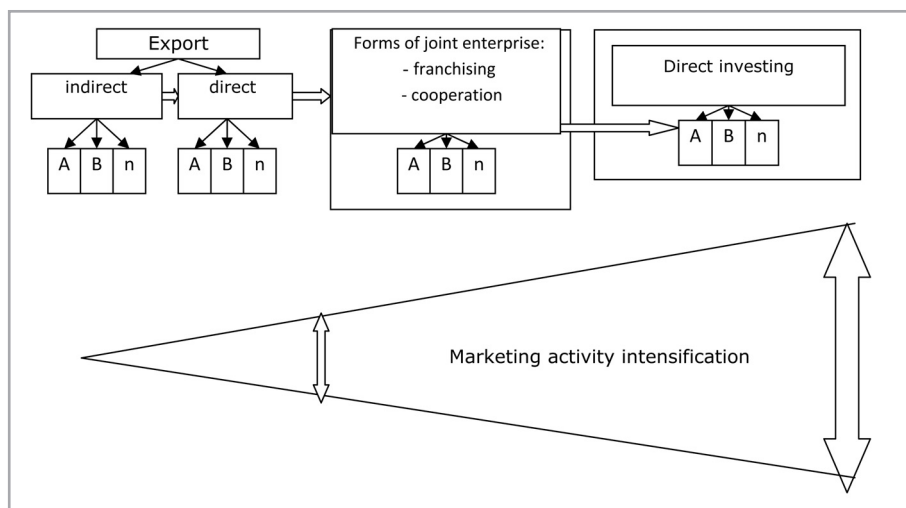 Export
indirect
direct
Forms of joint enterprise:
- franchising
- cooperation
Direct investing
A B n
A B n
A B n
A B n
Marketing activity intensification